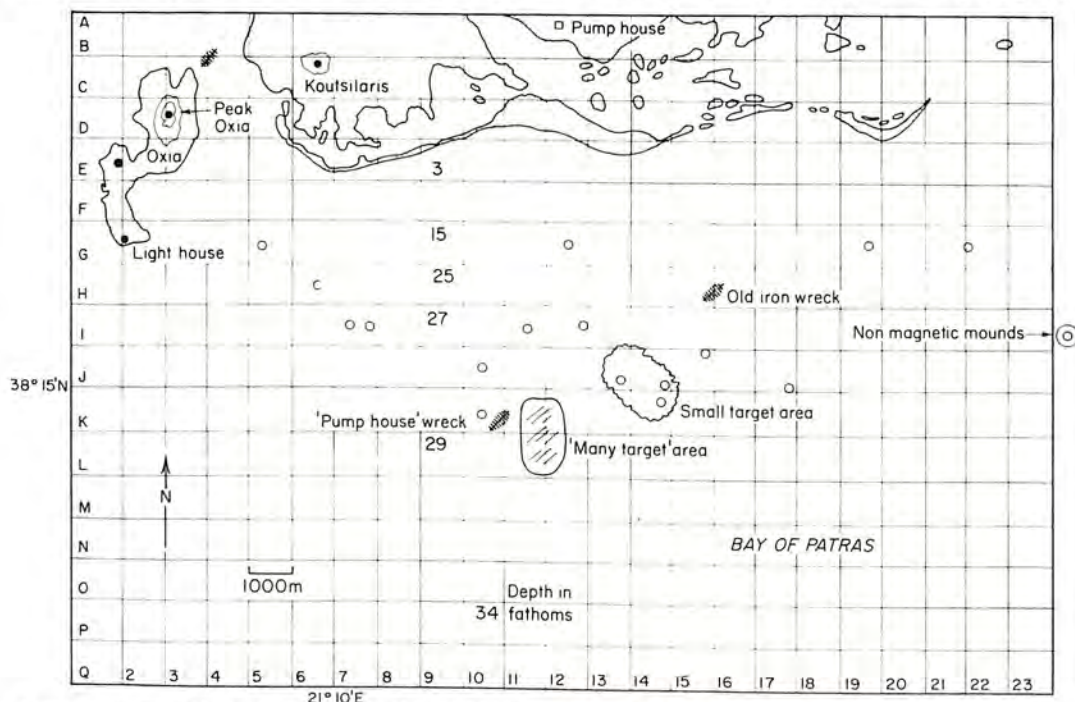 A
B
C
D
E
F
G
H
I
J
K
L
M
N
O
P
Q
Pump house
Koutsilaris
Peak
Oxia
Oxia
3
Light house
15
25
Old iron wreck
27
Non magnetic mounds
38° 15'N
Small target area
'Pump house' wreck
29
'Many target' area
N
BAY OF PATRAS
1000m
Depth in
34 fathoms
2 3 4 5 6 7 8 9 10 11 12 13 14 15 16 17 18 19 20 21 22 23
21° 10'E